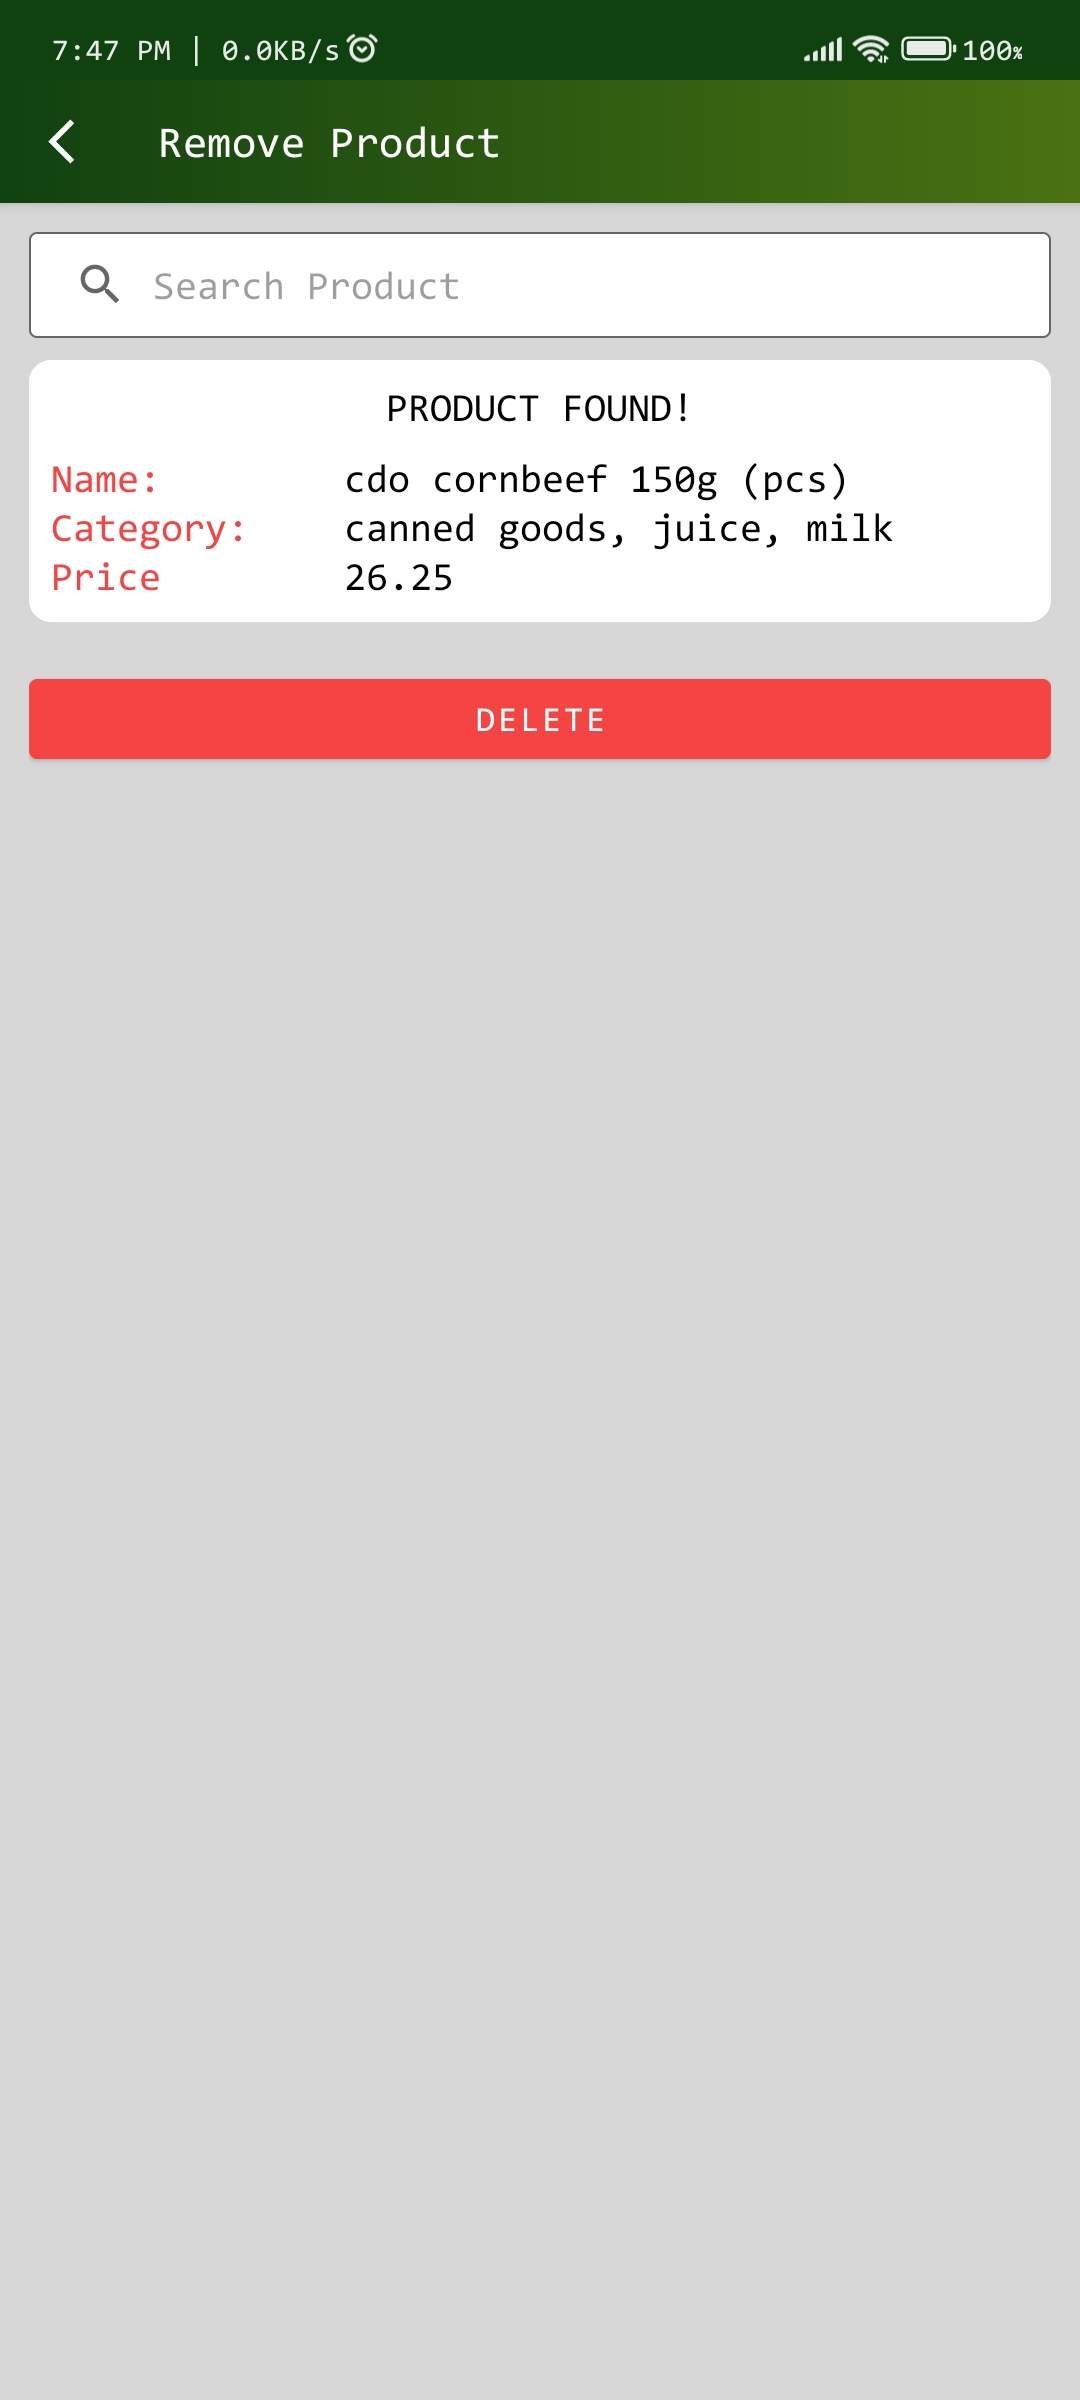 7:47 PM | 0.0KB/s 100%
Remove Product
Search Product
PRODUCT FOUND!
Name: cdo cornbeef 150g (pcs)
Category: canned goods, juice, milk
Price 26.25
DELETE